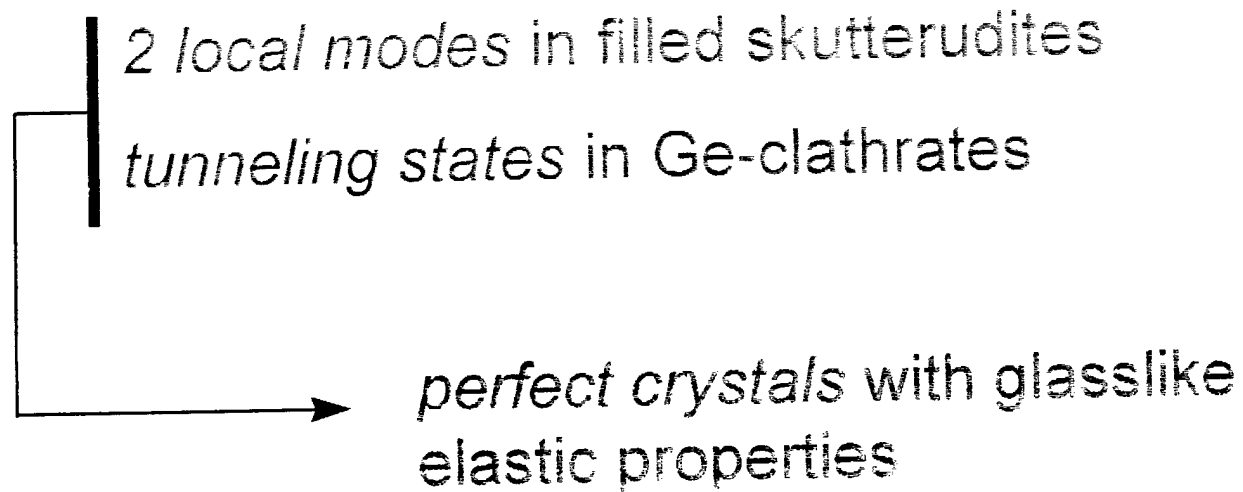 2 local modes in filled skutterudites
tunneling states in Ge-clathrates
perfect crystals with glasslike
elastic properties